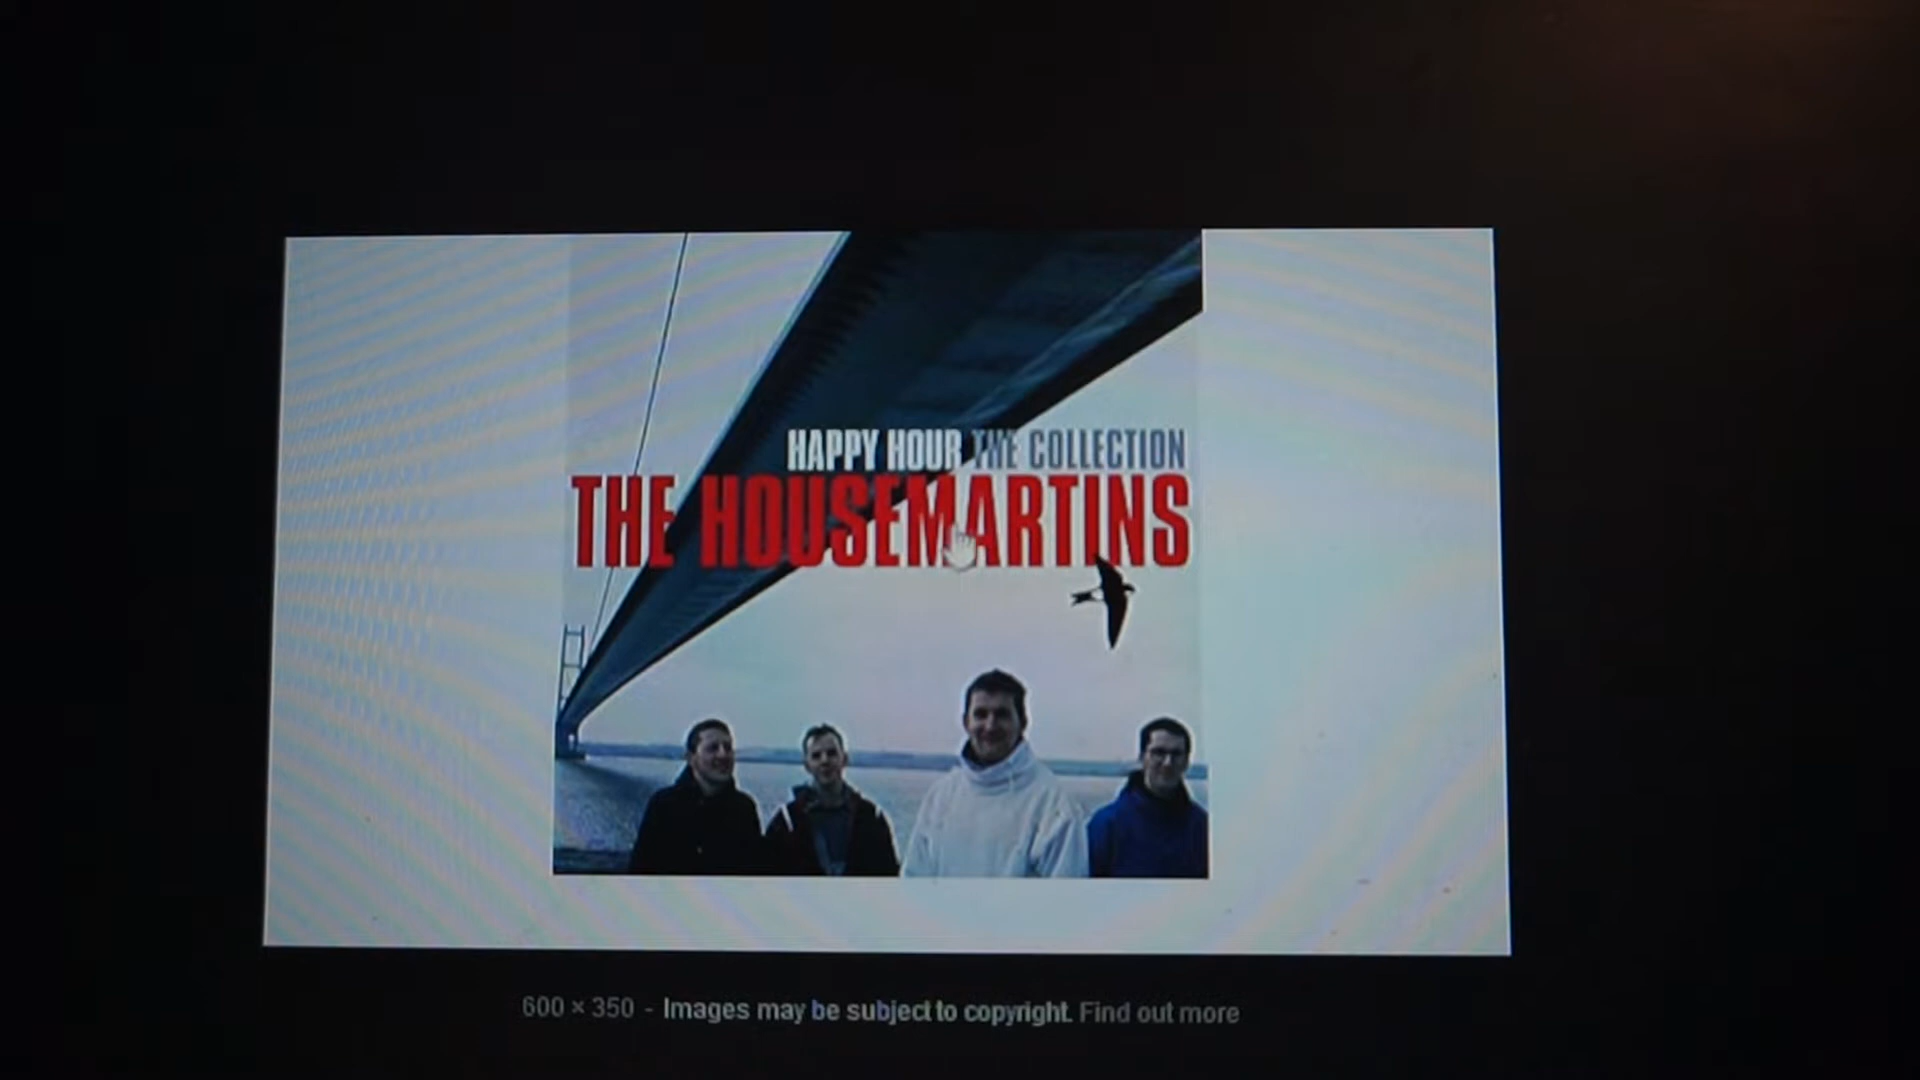 HAPPY HOUR THE COLLECTION
THE HOUSEMARTINS
600 × 350 - Images may be subject to copyright. Find out more